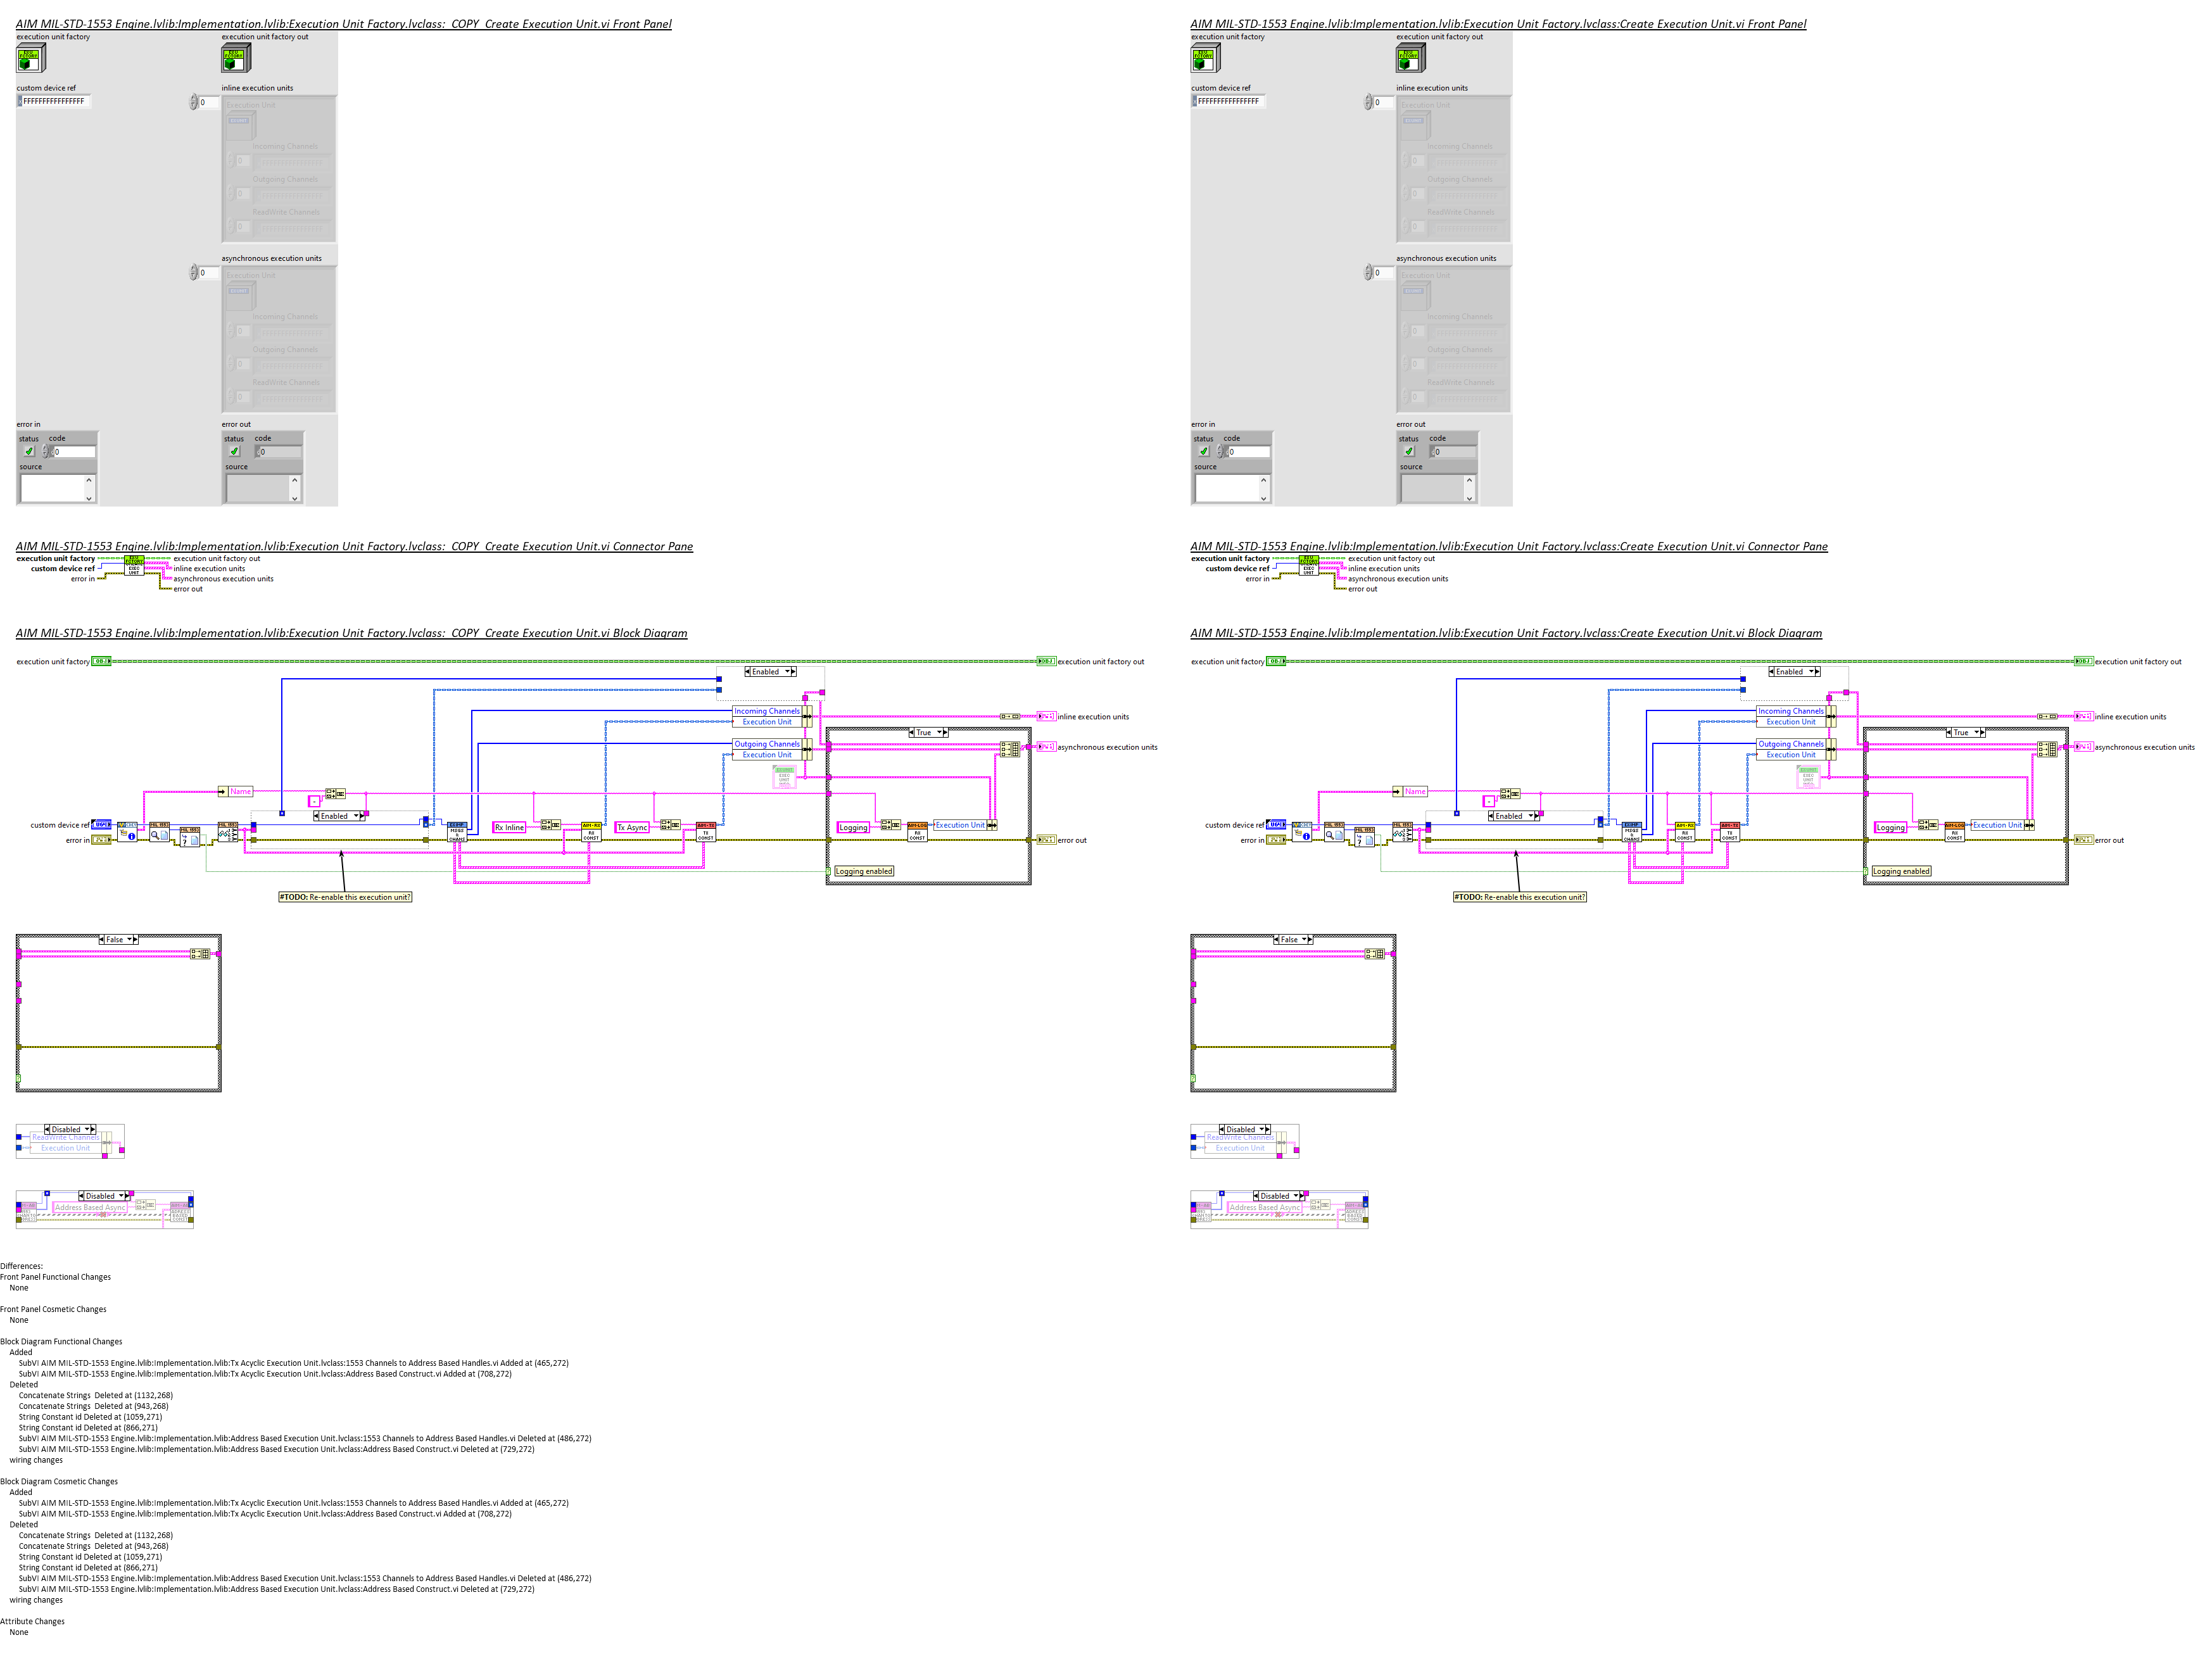 AIM MIL-STD-1553 Engine.lvlib:Implementation.lvlib:Execution Unit Factory.lvclass:_COPY_Create Execution Unit.vi Front Panel
execution unit factory
execution unit factory out
custom device ref
FFFFFFFFFFFFFFFF
inline execution units
0
Execution Unit
Incoming Channels
0
Outgoing Channels
0
ReadWrite Channels
0
asynchronous execution units
0
Execution Unit
Incoming Channels
0
Outgoing Channels
0
ReadWrite Channels
0
error in
status code
0
source
error out
status code
0
source
AIM MIL-STD-1553 Engine.lvlib:Implementation.lvlib:Execution Unit Factory.lvclass:_COPY_Create Execution Unit.vi Connector Pane
execution unit factory
custom device ref
error in
execution unit factory out
inline execution units
asynchronous execution units
error out
AIM MIL-STD-1553 Engine.lvlib:Implementation.lvlib:Execution Unit Factory.lvclass:_COPY_Create Execution Unit.vi Block Diagram
execution unit factory
execution unit factory out
Enabled
Incoming Channels
Execution Unit
inline execution units
True
Outgoing Channels
Execution Unit
asynchronous execution units
Name
-
Enabled
custom device ref
Rx Inline
Tx Async
Logging
Execution Unit
error in
error out
Logging enabled
#TODO: Re-enable this execution unit?
False
Disabled
ReadWrite Channels
Execution Unit
Disabled
Address Based Async
AIM MIL-STD-1553 Engine.lvlib:Implementation.lvlib:Execution Unit Factory.lvclass:Create Execution Unit.vi Front Panel
execution unit factory
execution unit factory out
custom device ref
FFFFFFFFFFFFFFFF
inline execution units
0
Execution Unit
Incoming Channels
0
Outgoing Channels
0
ReadWrite Channels
0
asynchronous execution units
0
Execution Unit
Incoming Channels
0
Outgoing Channels
0
ReadWrite Channels
0
error in
status code
0
source
error out
status code
0
source
AIM MIL-STD-1553 Engine.lvlib:Implementation.lvlib:Execution Unit Factory.lvclass:Create Execution Unit.vi Connector Pane
execution unit factory
custom device ref
error in
execution unit factory out
inline execution units
asynchronous execution units
error out
AIM MIL-STD-1553 Engine.lvlib:Implementation.lvlib:Execution Unit Factory.lvclass:Create Execution Unit.vi Block Diagram
execution unit factory
execution unit factory out
Enabled
Incoming Channels
Execution Unit
inline execution units
True
Outgoing Channels
Execution Unit
asynchronous execution units
Name
-
Enabled
custom device ref
Logging
Execution Unit
error in
error out
Logging enabled
#TODO: Re-enable this execution unit?
False
Disabled
ReadWrite Channels
Execution Unit
Disabled
Address Based Async
Differences:
Front Panel Functional Changes
None
Front Panel Cosmetic Changes
None
Block Diagram Functional Changes
Added
SubVI AIM MIL-STD-1553 Engine.lvlib:Implementation.lvlib:Tx Acyclic Execution Unit.lvclass:1553 Channels to Address Based Handles.vi Added at (465,272)
SubVI AIM MIL-STD-1553 Engine.lvlib:Implementation.lvlib:Tx Acyclic Execution Unit.lvclass:Address Based Construct.vi Added at (708,272)
Deleted
Concatenate Strings Deleted at (1132,268)
Concatenate Strings Deleted at (943,268)
String Constant id Deleted at (1059,271)
String Constant id Deleted at (866,271)
SubVI AIM MIL-STD-1553 Engine.lvlib:Implementation.lvlib:Address Based Execution Unit.lvclass:1553 Channels to Address Based Handles.vi Deleted at (486,272)
SubVI AIM MIL-STD-1553 Engine.lvlib:Implementation.lvlib:Address Based Execution Unit.lvclass:Address Based Construct.vi Deleted at (729,272)
wiring changes
Block Diagram Cosmetic Changes
Added
SubVI AIM MIL-STD-1553 Engine.lvlib:Implementation.lvlib:Tx Acyclic Execution Unit.lvclass:1553 Channels to Address Based Handles.vi Added at (465,272)
SubVI AIM MIL-STD-1553 Engine.lvlib:Implementation.lvlib:Tx Acyclic Execution Unit.lvclass:Address Based Construct.vi Added at (708,272)
Deleted
Concatenate Strings Deleted at (1132,268)
Concatenate Strings Deleted at (943,268)
String Constant id Deleted at (1059,271)
String Constant id Deleted at (866,271)
SubVI AIM MIL-STD-1553 Engine.lvlib:Implementation.lvlib:Address Based Execution Unit.lvclass:1553 Channels to Address Based Handles.vi Deleted at (486,272)
SubVI AIM MIL-STD-1553 Engine.lvlib:Implementation.lvlib:Address Based Execution Unit.lvclass:Address Based Construct.vi Deleted at (729,272)
wiring changes
Attribute Changes
None